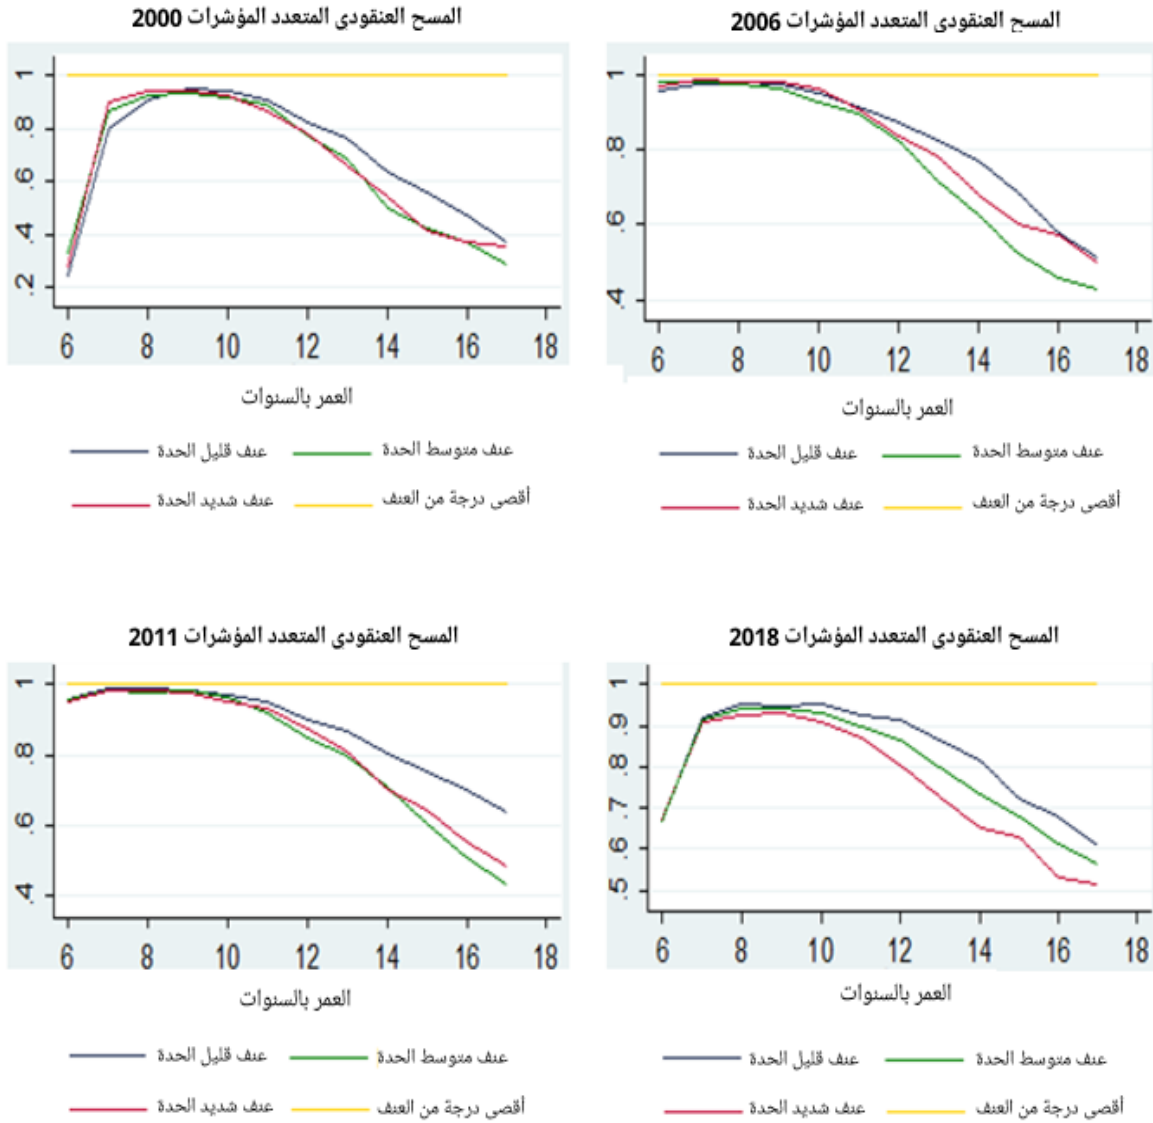 المسح العنقودي المتعدد المؤشرات 2000
1
.8
.6
.4
.2
6 8 10 12 14 16 18
العمر بالسنوات
عنف قليل الحدة
عنف متوسط الحدة
عنف شديد الحدة
أقصى درجة من العنف
المسح العنقودي المتعدد المؤشرات 2006
1
.8
.6
.4
6 8 10 12 14 16 18
العمر بالسنوات
عنف قليل الحدة
عنف متوسط الحدة
عنف شديد الحدة
أقصى درجة من العنف
المسح العنقودي المتعدد المؤشرات 2011
1
.8
.6
.4
6 8 10 12 14 16 18
العمر بالسنوات
عنف قليل الحدة
عنف متوسط الحدة
عنف شديد الحدة
أقصى درجة من العنف
المسح العنقودي المتعدد المؤشرات 2018
1
.9
.8
.7
.6
.5
6 8 10 12 14 16 18
العمر بالسنوات
عنف قليل الحدة
عنف متوسط الحدة
عنف شديد الحدة
أقصى درجة من العنف